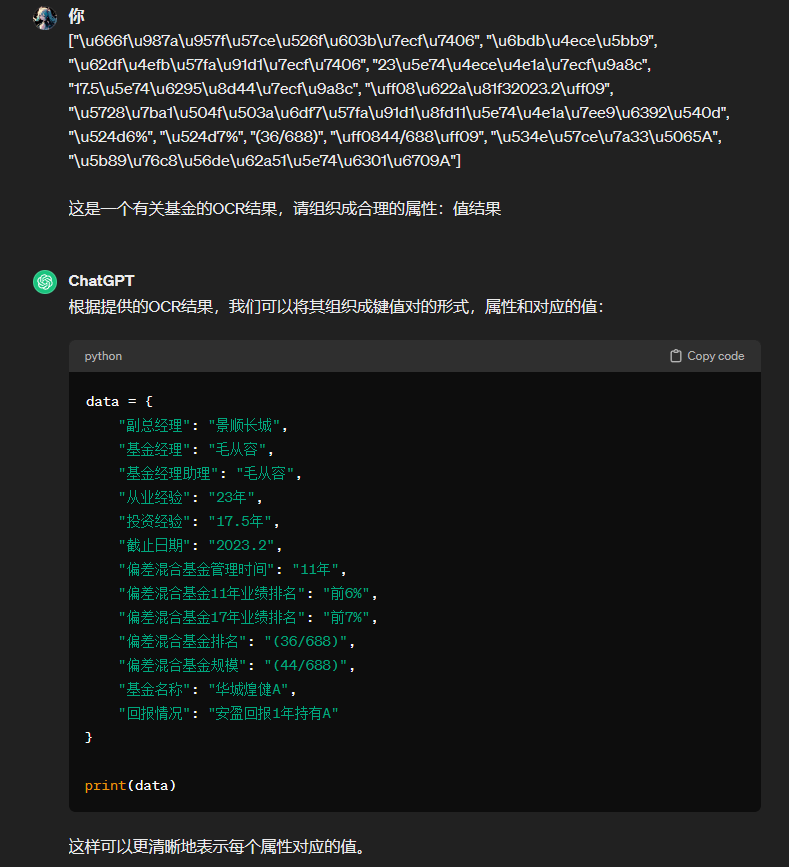 你
["\u666f\u987a\u957f\u57ce\u526f\u603b\u7ecf\u7406", "\u6bdb\u4ece\u5bb9",
"\u62df\u4efb\u57fa\u91d1\u7ecf\u7406", "23\u5e74\u4ece\u4e1a\u7ecf\u9a8c",
"17.5\u5e74\u6295\u8d44\u7ecf\u9a8c", "\uff08\u622a\u81f32023.2\uff09",
"\u5728\u7ba1\u504f\u503a\u6df7\u57fa\u91d1\u8fd11\u5e74\u4e1a\u7ee9\u6392\u540d",
"\u524d6%", "\u524d7%", "(36/688)", "\uff0844/688\uff09", "\u534e\u57ce\u7a33\u5065A",
"\u5b89\u76c8\u56de\u62a51\u5e74\u6301\u6709A"]
这是一个有关基金的OCR结果，请组织成合理的属性：值结果
ChatGPT
根据提供的OCR结果，我们可以将其组织成键值对的形式，属性和对应的值：
python Copy code
data = {
"副总经理": "景顺长城",
"基金经理": "毛从容",
"基金经理助理": "毛从容",
"从业经验": "23年",
"投资经验": "17.5年",
"截止日期": "2023.2",
"偏差混合基金管理时间": "11年",
"偏差混合基金11年业绩排名": "前6%",
"偏差混合基金17年业绩排名": "前7%",
"偏差混合基金排名": "(36/688)",
"偏差混合基金规模": "(44/688)",
"基金名称": "华城煌健A",
"回报情况": "安盈回报1年持有A"
}
print(data)
这样可以更清晰地表示每个属性对应的值。